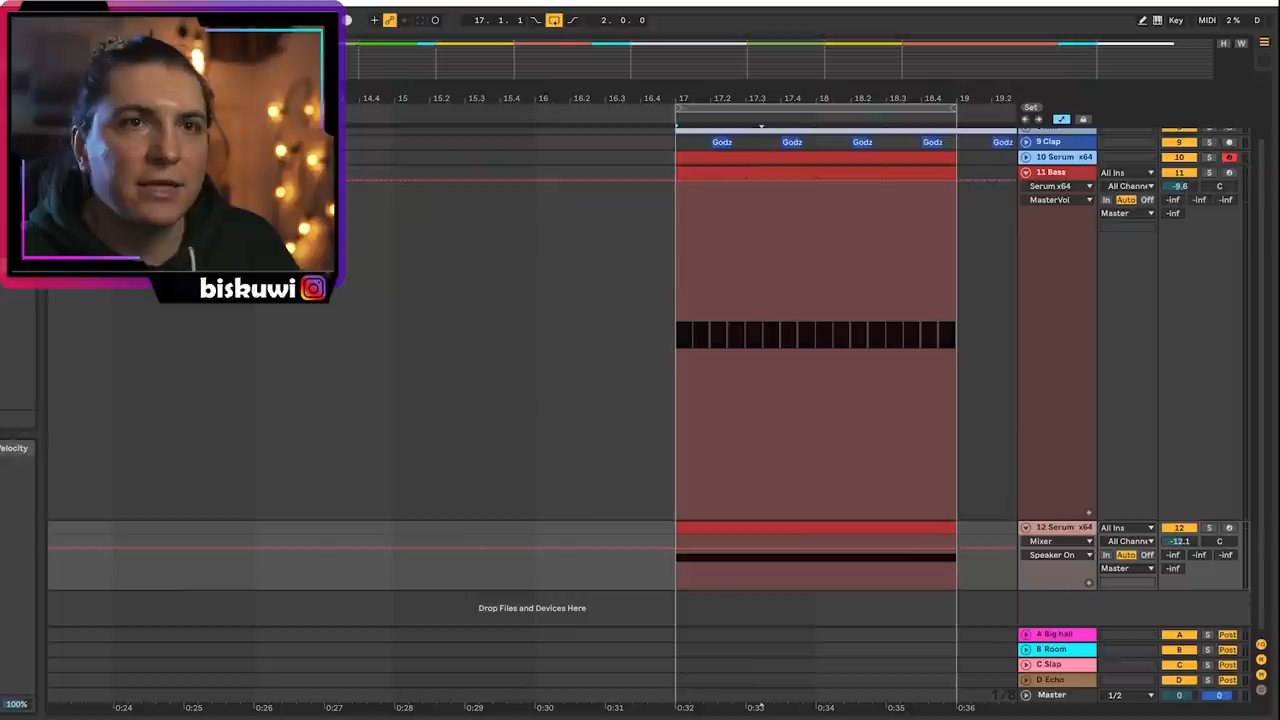 17. 1. 1
2. 0. 0
Key MIDI 2 % D
H W
14.4 15 15.2 15.3 15.4 16 16.2 16.3 16.4 17 17.2 17.3 17.4 18 18.2 18.3 18.4 19 19.2
Set
Godz Godz Godz Godz Godz
9 Clap 9 S
10 Serum x64 10 S
11 Bass All Ins 11 S
Serum x64 All Channe -9.6 C
MasterVol In Auto Off -inf -inf -inf
Master -inf
biskuwi
Velocity
12 Serum x64 All Ins 12 S
Mixer All Channe -12.1 C
Speaker On In Auto Off -inf -inf -inf
Master -inf
Drop Files and Devices Here
A Big hall A S Post
B Room B S Post
C Slap C S Post
D Echo D S Post
1/8 Master 1/2 0 0
100%
0:24 0:25 0:26 0:27 0:28 0:29 0:30 0:31 0:32 0:33 0:34 0:35 0:36